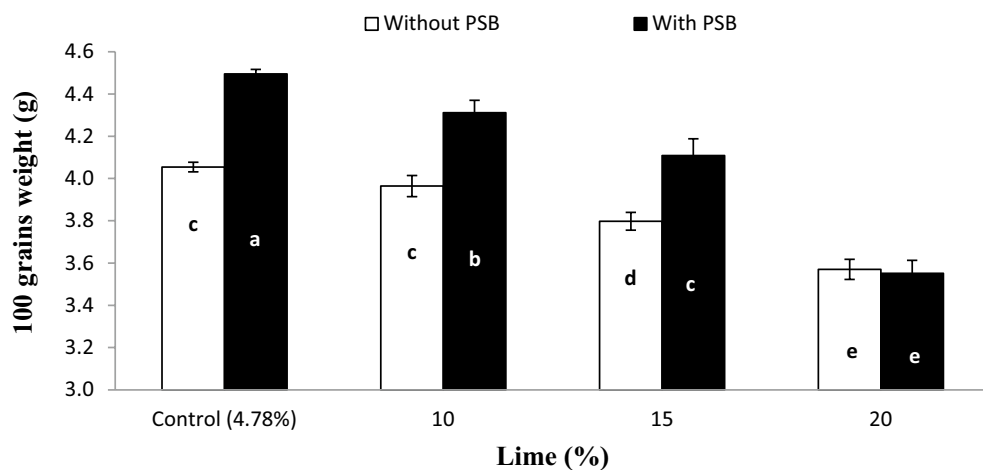 Without PSB With PSB
100 grains weight (g)
4.6
4.4
4.2
4.0
3.8
3.6
3.4
3.2
3.0
c a c b d c e e
Control (4.78%) 10 15 20
Lime (%)